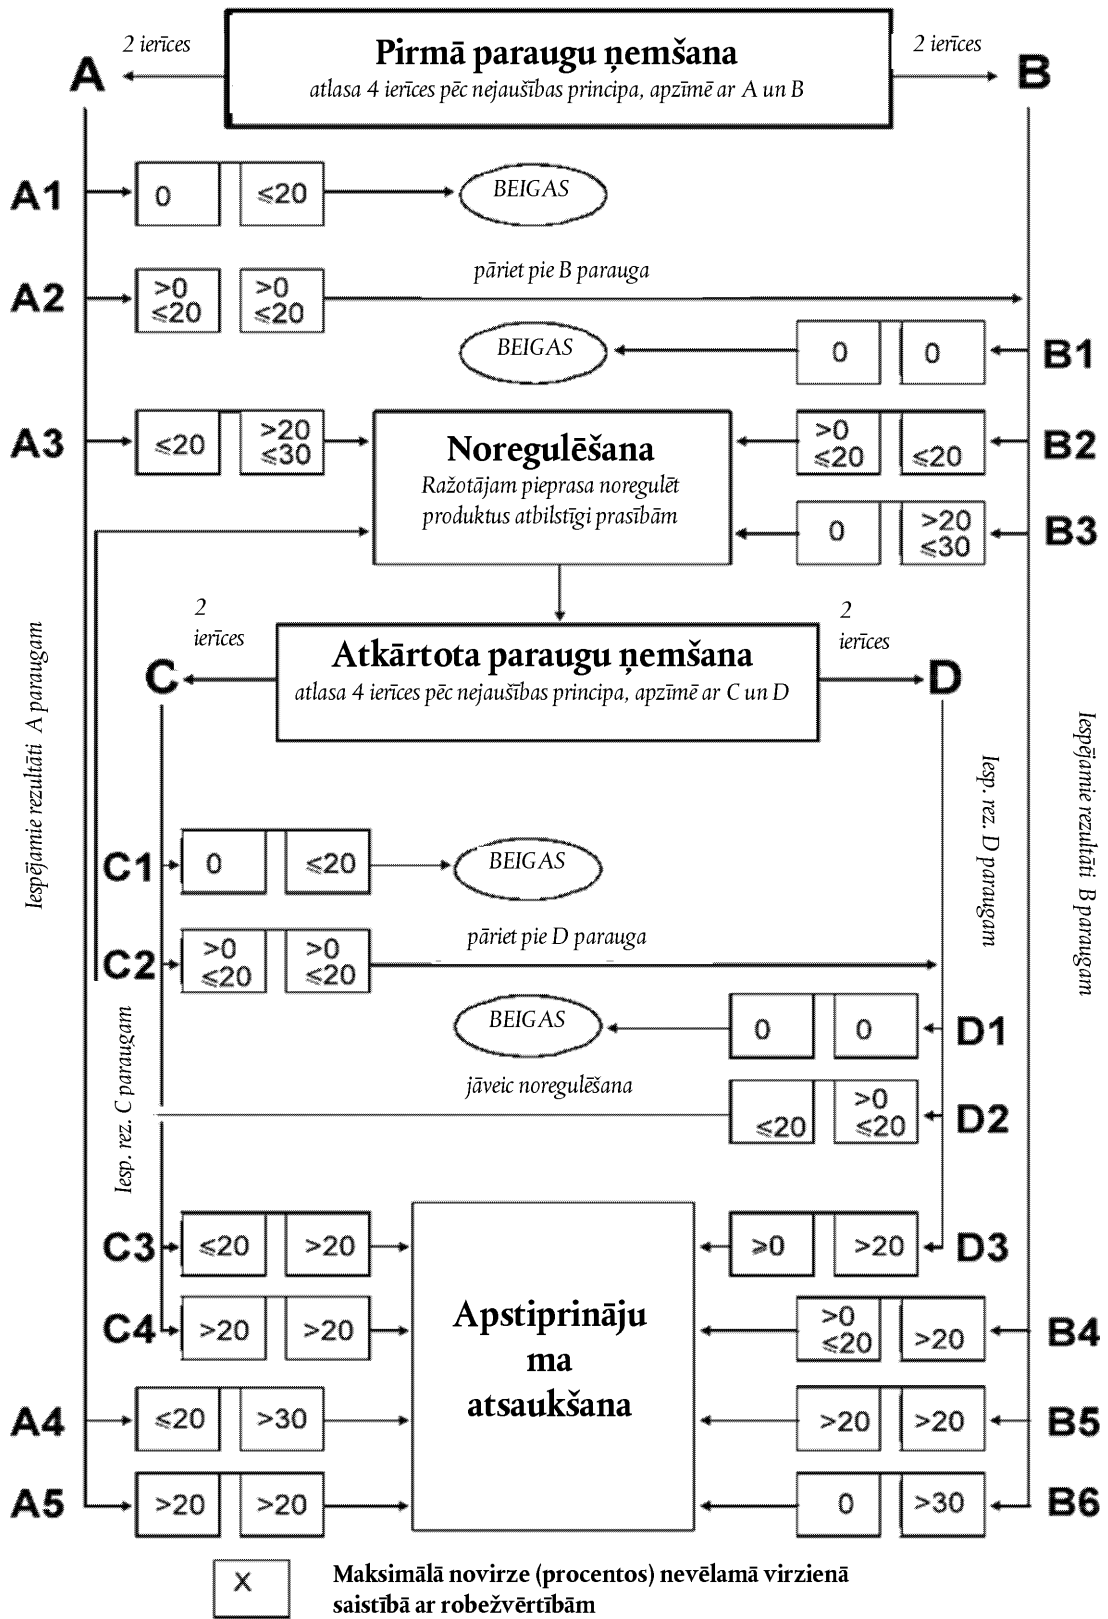 2 ierīces
Pirmā paraugu ņemšana
2 ierīces
A
atlasa 4 ierīces pēc nejaušības principa, apzīmē ar A un B
B
A1
0
≤20
BEIGAS
A2
>0
≤20
>0
≤20
pāriet pie B parauga
BEIGAS
0
0
B1
A3
≤20
>20
≤30
Noregulēšana
Ražotājam pieprasa noregulēt
produktus atbilstīgi prasībām
>0
≤20
≤20
B2
0
>20
≤30
B3
2
ierīces
2
ierīces
C
Atkārtota paraugu ņemšana
atlasa 4 ierīces pēc nejaušības principa, apzīmē ar C un D
D
Iespējamie rezultāti A paraugam
Iesp. rez. D paraugam
Iespējamie rezultāti B paraugam
C1
0
≤20
BEIGAS
C2
>0
≤20
>0
≤20
pāriet pie D parauga
Iesp. rez. C paraugam
BEIGAS
0
0
D1
jāveic noregulēšana
≤20
>0
≤20
D2
C3
≤20
>20
≥0
>20
D3
C4
>20
>20
Apstiprināju
ma
atsaukšana
>0
≤20
>20
B4
A4
≤20
>30
>20
>20
B5
A5
>20
>20
0
>30
B6
X
Maksimālā novirze (procentos) nevēlamā virzienā
saistībā ar robežvērtībām